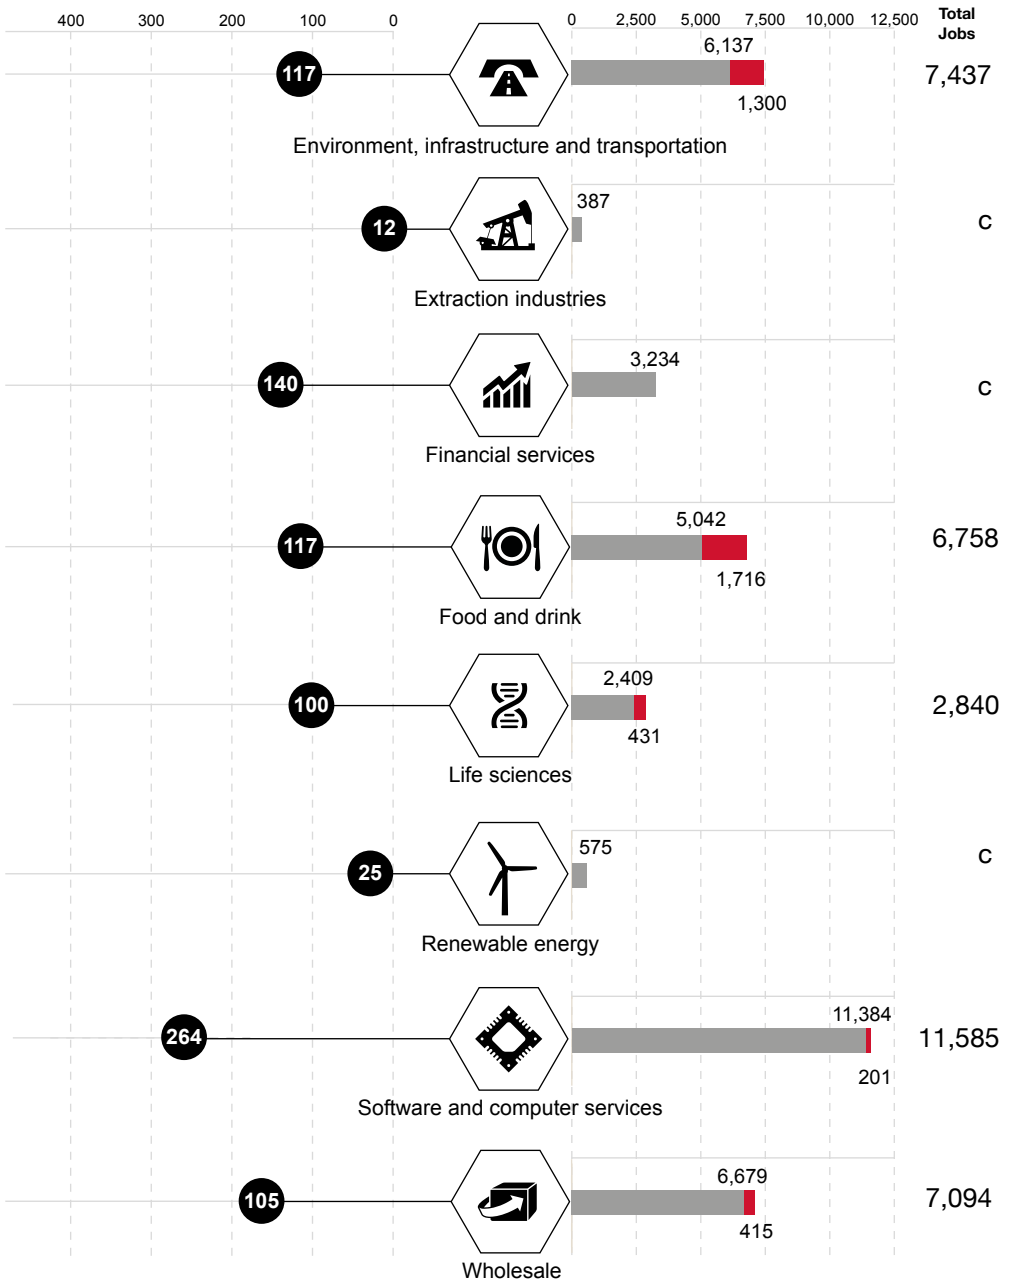 400 300 200 100 0 0 2,500 5,000 7,500 10,000 12,500 Total
Jobs
6,137
117 7,437
1,300
Environment, infrastructure and transportation
387
12 C
Extraction industries
3,234
140 C
Financial services
5,042
117 6,758
1,716
Food and drink
2,409
100 2,840
431
Life sciences
575
25 C
Renewable energy
11,384
264 11,585
201
Software and computer services
6,679
105 7,094
415
Wholesale